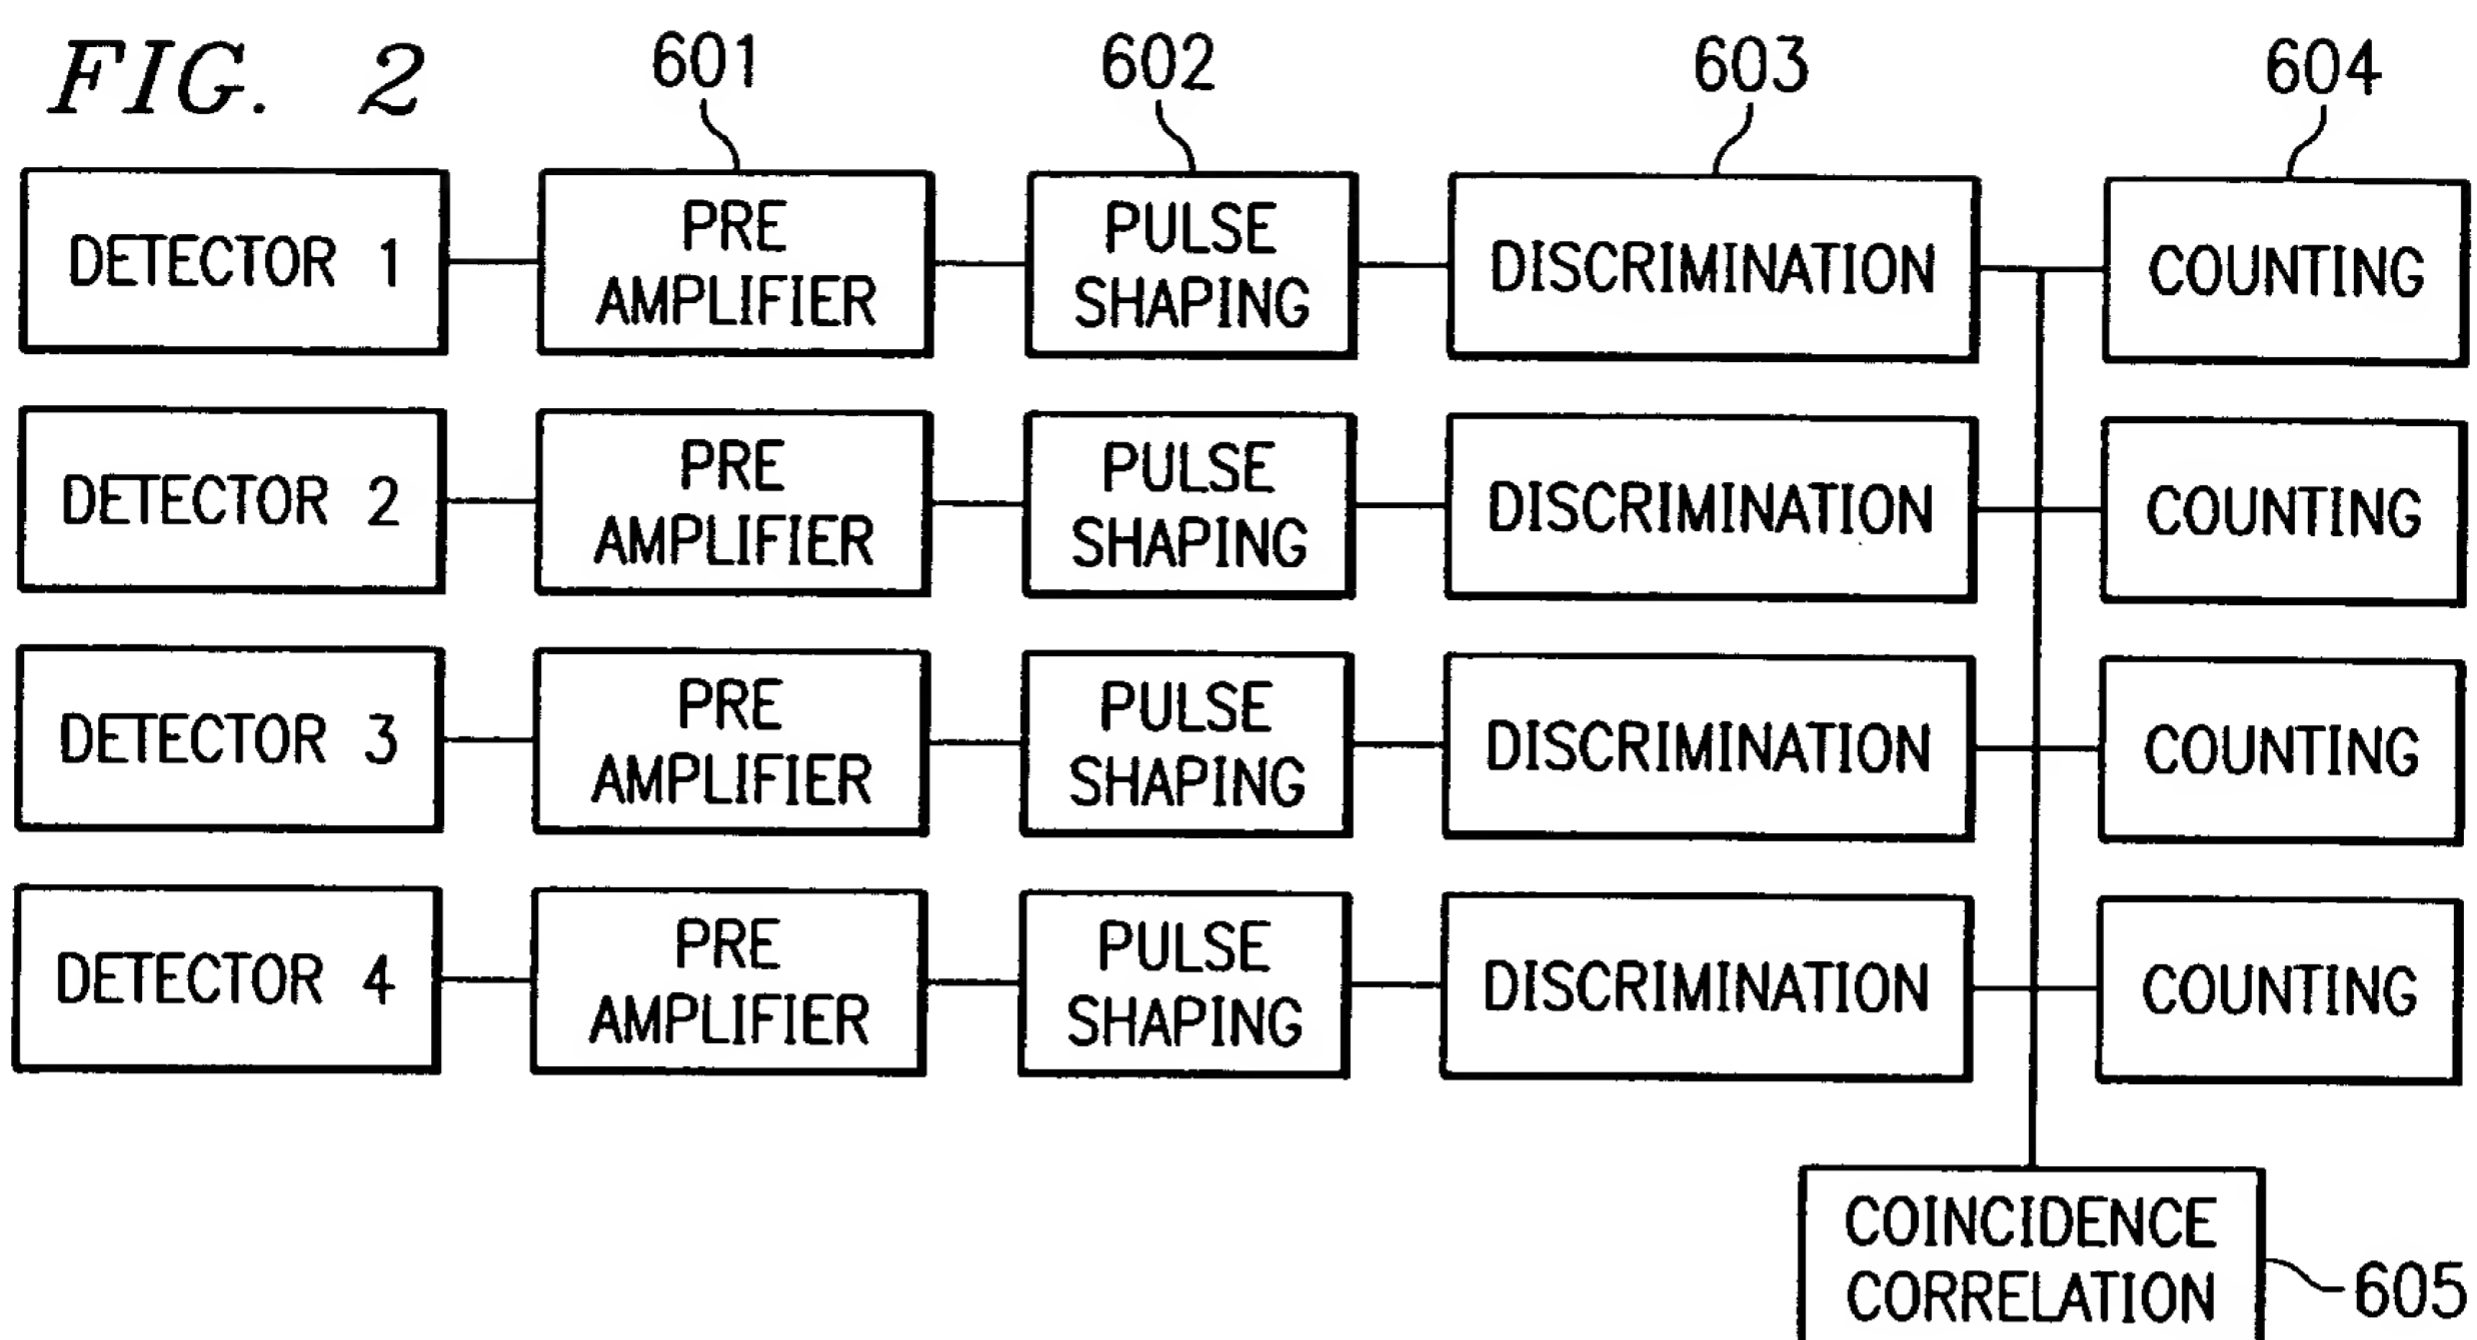 FIG. 2
601
602
603
604
DETECTOR 1
PRE
AMPLIFIER
PULSE
SHAPING
DISCRIMINATION
COUNTING
DETECTOR 2
PRE
AMPLIFIER
PULSE
SHAPING
DISCRIMINATION
COUNTING
DETECTOR 3
PRE
AMPLIFIER
PULSE
SHAPING
DISCRIMINATION
COUNTING
DETECTOR 4
PRE
AMPLIFIER
PULSE
SHAPING
DISCRIMINATION
COUNTING
COINCIDENCE
CORRELATION
605